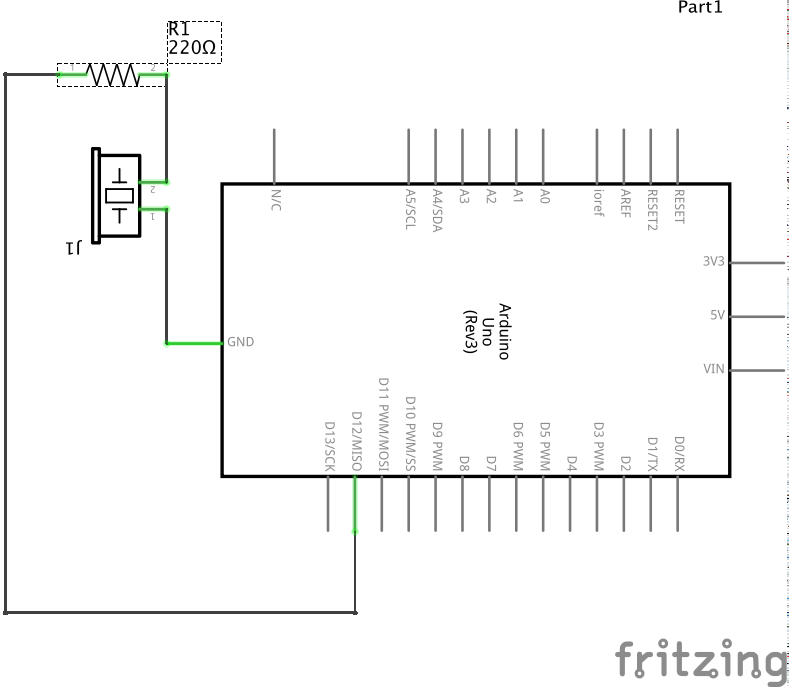 Part1
R1
220Ω
1
2
2
1
J1
N/C
A5/SCL
A4/SDA
A3
A2
A1
A0
ioref
AREF
RESET2
RESET
3V3
5V
VIN
GND
Arduino
Uno
(Rev3)
D13/SCK
D12/MISO
D11 PWM/MOSI
D10 PWM/SS
D9 PWM
D8
D7
D6 PWM
D5 PWM
D4
D3 PWM
D2
D1/TX
D0/RX
fritzing